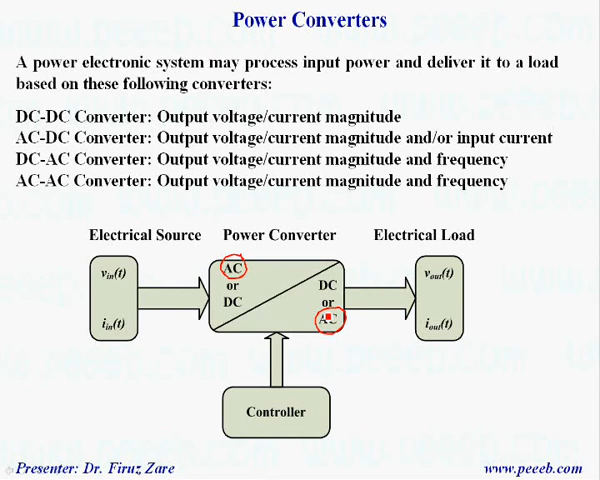 Power Converters
A power electronic system may process input power and deliver it to a load
based on these following converters:
DC-DC Converter: Output voltage/current magnitude
AC-DC Converter: Output voltage/current magnitude and/or input current
DC-AC Converter: Output voltage/current magnitude and frequency
AC-AC Converter: Output voltage/current magnitude and frequency
Electrical Source Power Converter Electrical Load
vin(t)
iin(t)
AC
or
DC
DC
or
AC
vout(t)
iout(t)
Controller
Presenter: Dr. Firuz Zare www.peeeb.com